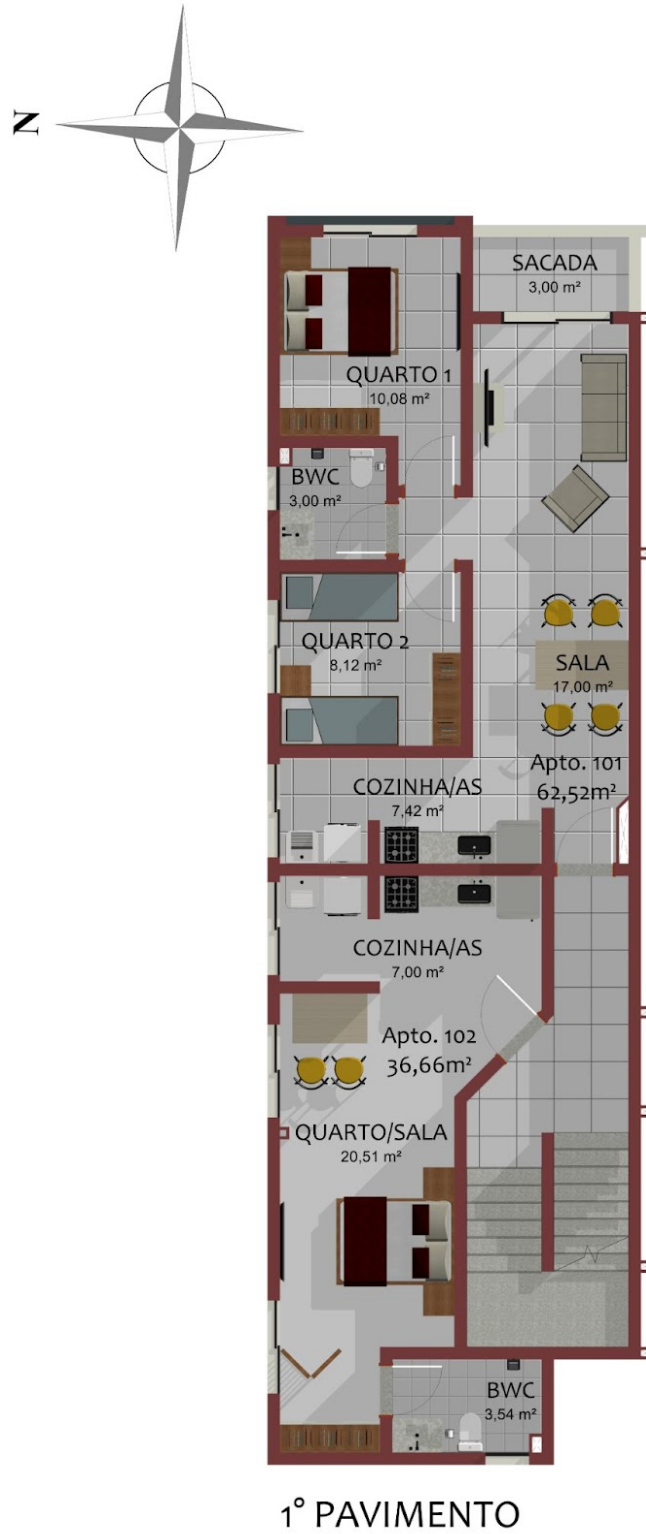 N
SACADA
3,00 m²
QUARTO 1
10,08 m²
BWC
3,00 m²
QUARTO 2
8,12 m²
SALA
17,00 m²
Apto. 101
62,52m²
COZINHA/AS
7,42 m²
COZINHA/AS
7,00 m²
Apto. 102
36,66m²
QUARTO/SALA
20,51 m²
BWC
3,54 m²
1° PAVIMENTO